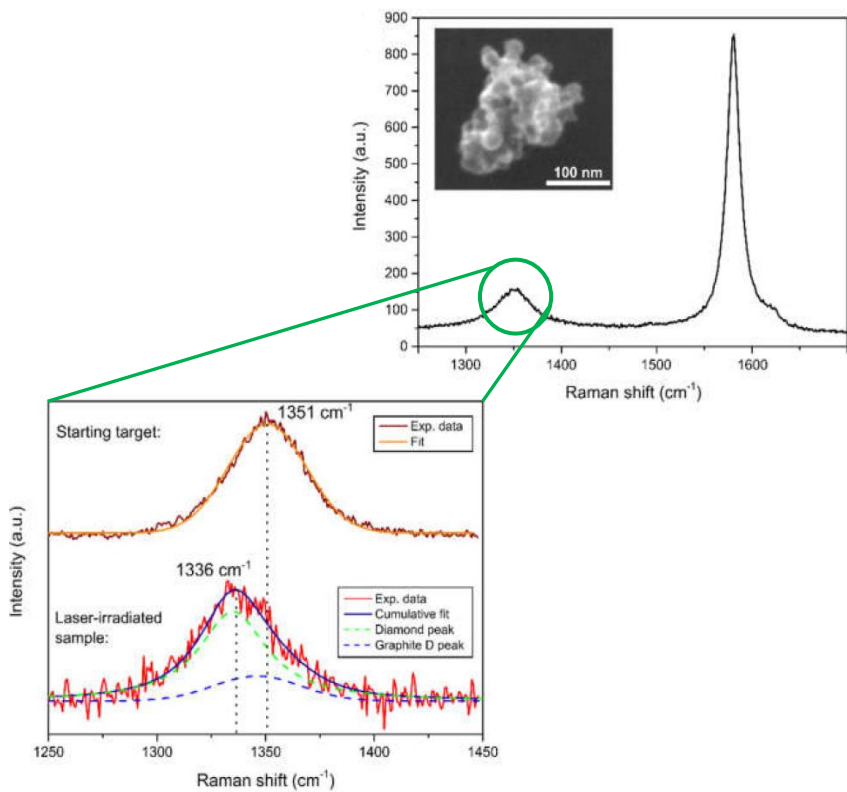 900
800
700
600
500
400
300
200
100
0
Intensity (a.u.)
100 nm
1300 1400 1500 1600
Raman shift (cm-1)
1351 cm-1
Starting target:
Exp. data
Fit
1336 cm-1
Laser-irradiated
sample:
Exp. data
Cumulative fit
Diamond peak
Graphite D peak
Intensity (a.u.)
1250 1300 1350 1400 1450
Raman shift (cm-1)